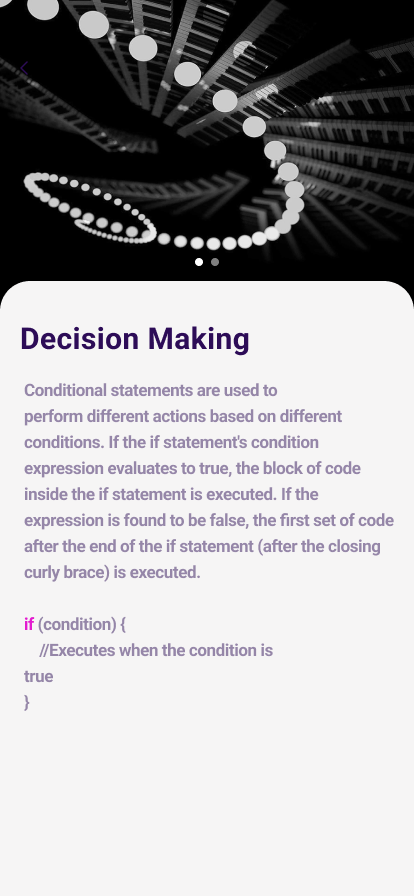 Decision Making
Conditional statements are used to
perform different actions based on different
conditions. If the if statement's condition
expression evaluates to true, the block of code
inside the if statement is executed. If the
expression is found to be false, the first set of code
after the end of the if statement (after the closing
curly brace) is executed.
if (condition) {
//Executes when the condition is
true
}